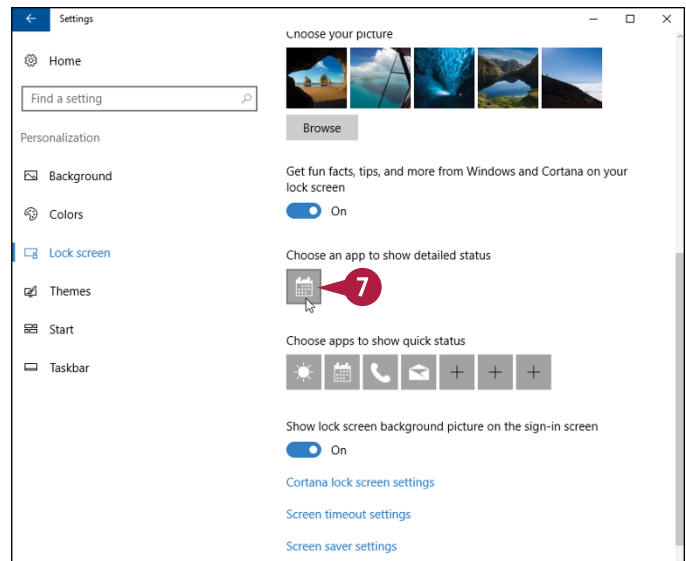 Settings
Home
Find a setting
Personalization
Background
Colors
Lock screen
Themes
Start
Taskbar
Choose your picture
Browse
Get fun facts, tips, and more from Windows and Cortana on your
lock screen
On
Choose an app to show detailed status
7
Choose apps to show quick status
Show lock screen background picture on the sign-in screen
On
Cortana lock screen settings
Screen timeout settings
Screen saver settings